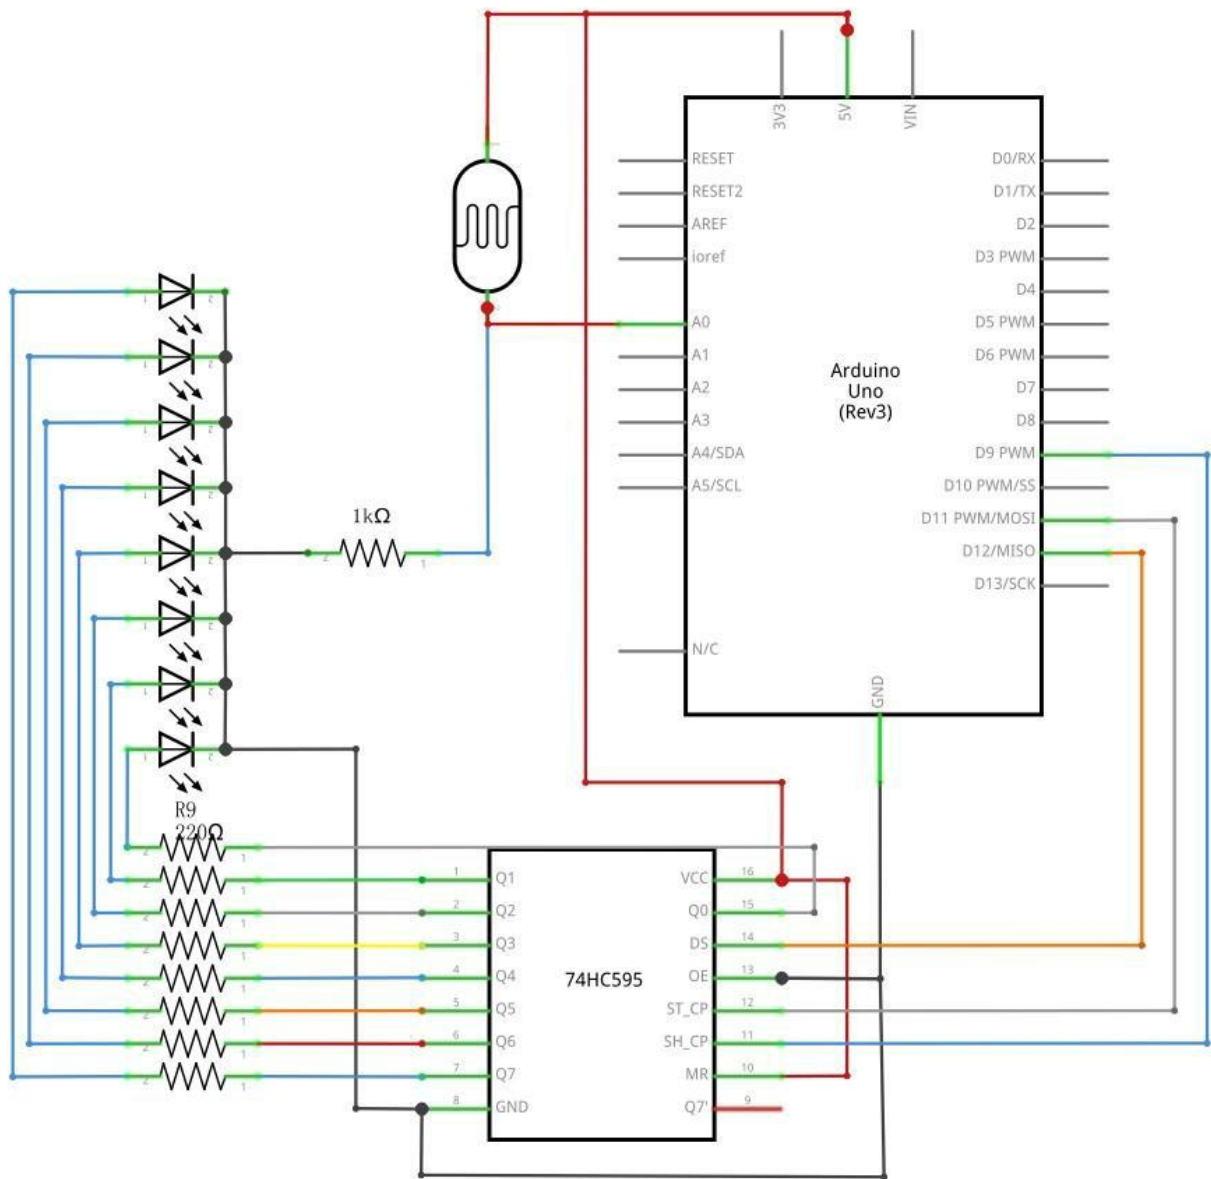 3V3
5V
VIN
RESET
D0/RX
RESET2
D1/TX
AREF
D2
ioref
D3 PWM
D4
A0
D5 PWM
A1
D6 PWM
Arduino
Uno
(Rev3)
A2
D7
A3
D8
A4/SDA
D9 PWM
A5/SCL
D10 PWM/SS
1kΩ
D11 PWM/MOSI
2
1
D12/MISO
D13/SCK
N/C
GND
R9
220Ω
2 1
1 Q1 VCC 16
2 Q2 Q0 15
3 Q3 DS 14
4 Q4 OE 13
74HC595
5 Q5 ST_CP 12
6 Q6 SH_CP 11
7 Q7 MR 10
8 GND Q7' 9